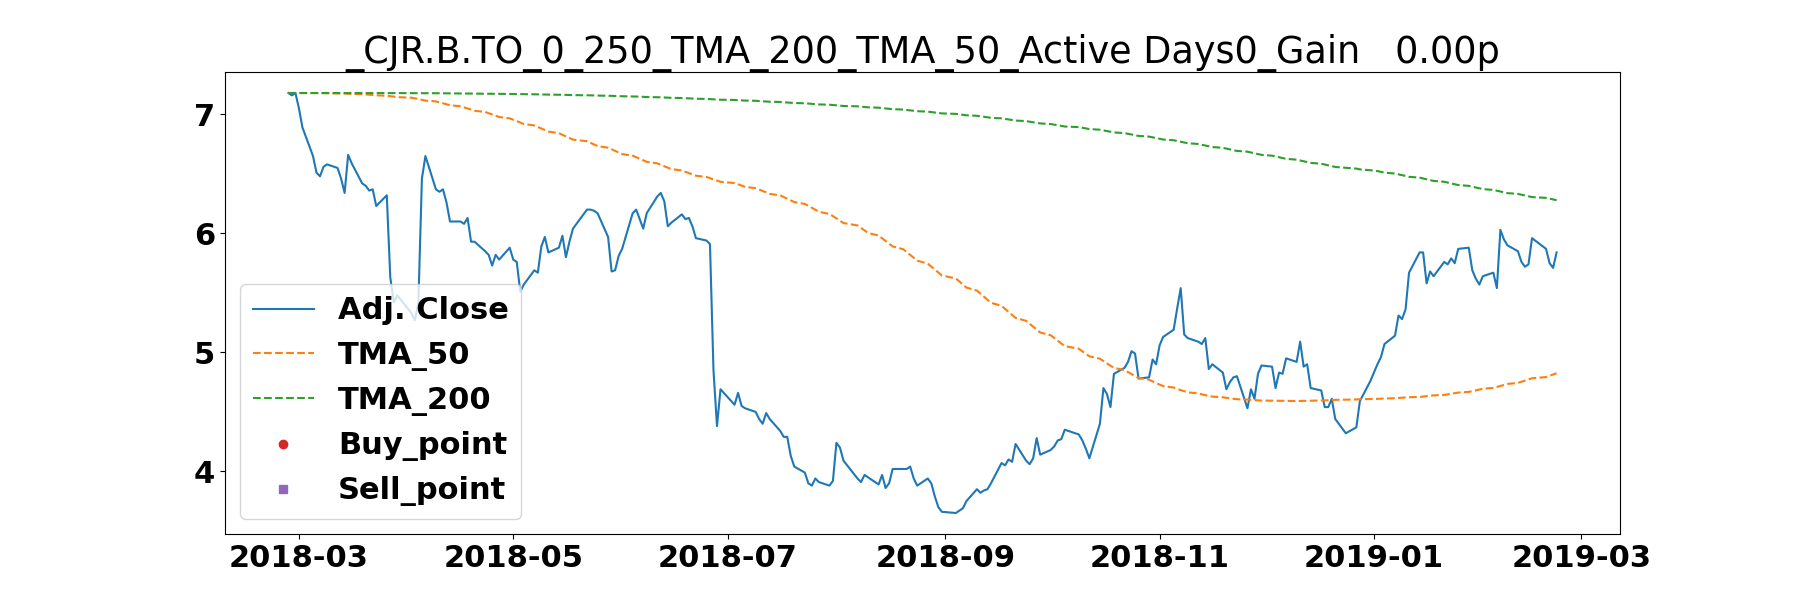 _CJR.B.TO_0_250_TMA_200_TMA_50_Active Days0_Gain   0.00p
7
6
5
4
Adj. Close
TMA_50
TMA_200
Buy_point
Sell_point
2018-03 2018-05 2018-07 2018-09 2018-11 2019-01 2019-03